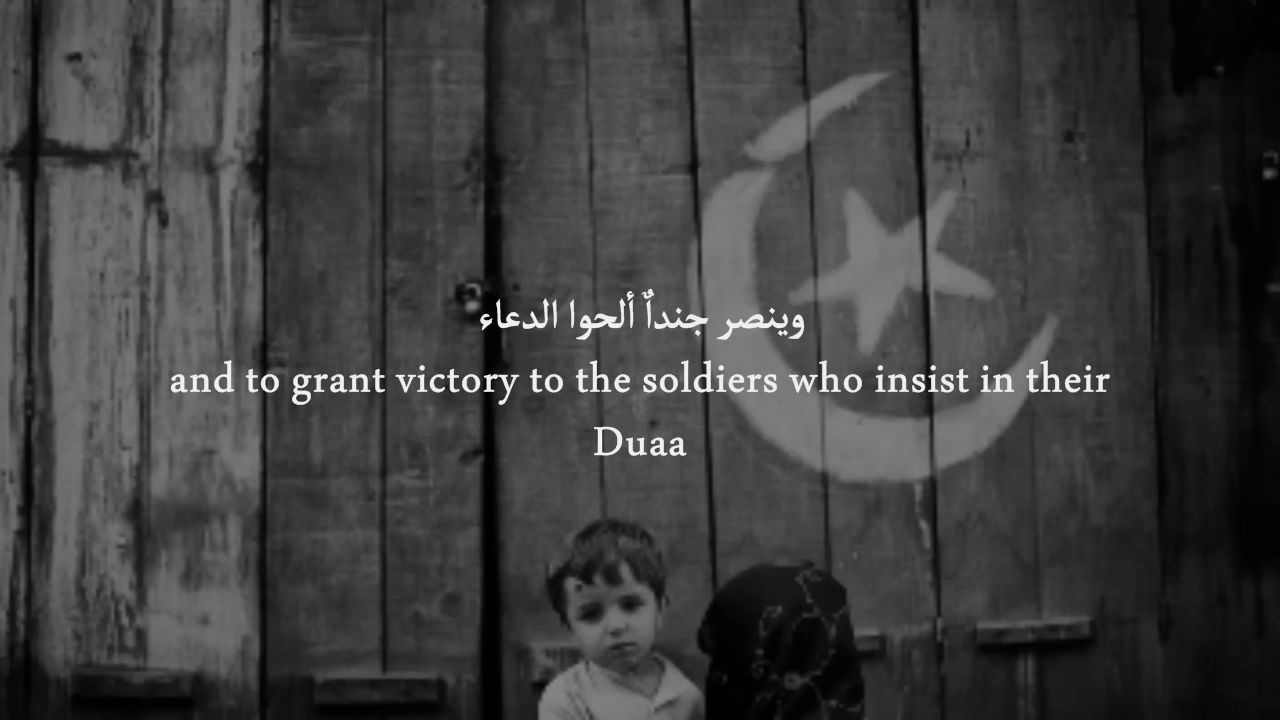 وينصر جنداٌ ألحوا الدعاء
and to grant victory to the soldiers who insist in their
Duaa